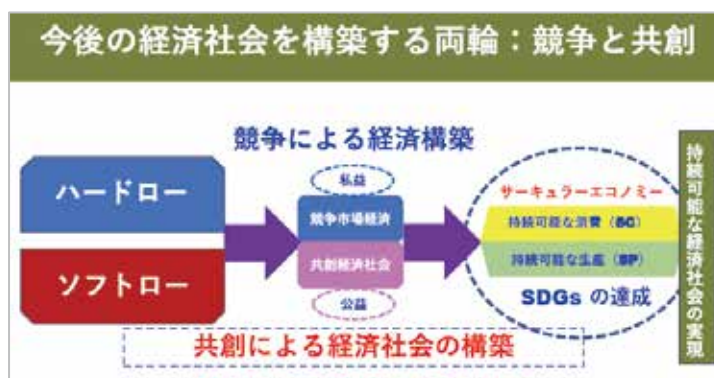 今後の経済社会を構築する両輪：競争と共創
競争による経済構築
ハードロー
ソフトロー
私益
競争市場経済
共創経済社会
公益
サーキュラーエコノミー
持続可能な消費（SC）
持続可能な生産（SP）
SDGs の達成
共創による経済社会の構築
持続可能な経済社会の実現